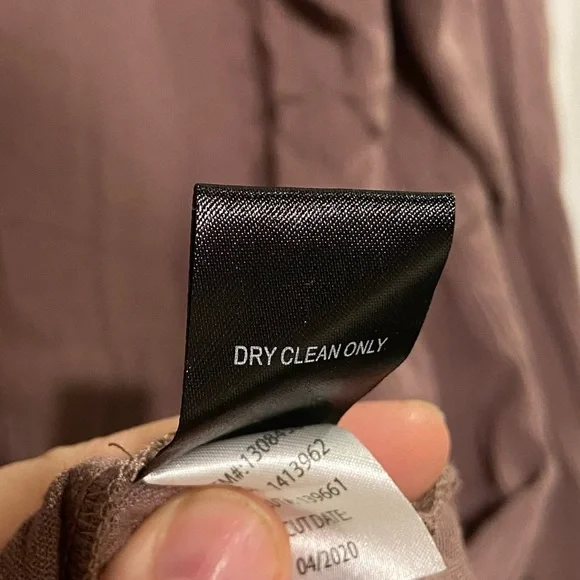 DRY CLEAN ONLY
1413962
CUT DATE
04/2020